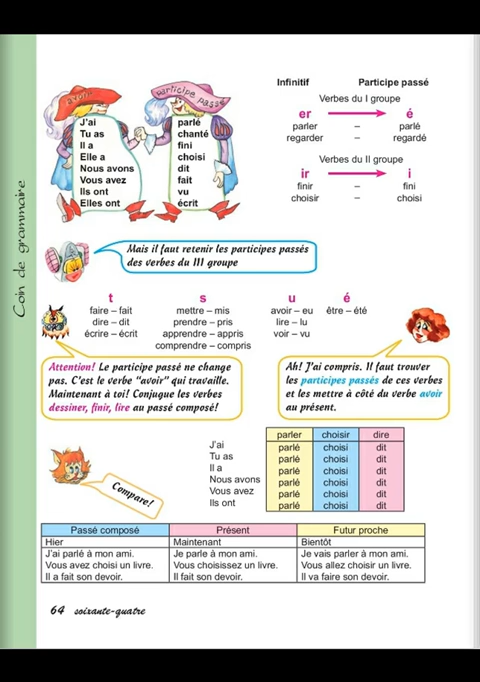 Coin de grammaire
avoir
participe passé
J'ai
Tu as
Il a
Elle a
Nous avons
Vous avez
Ils ont
Elles ont
parlé
chanté
fini
choisi
dit
fait
vu
écrit
Infinitif Participe passé
Verbes du I groupe
er é
parler – parlé
regarder – regardé
Verbes du II groupe
ir i
finir – fini
choisir – choisi
Mais il faut retenir les participes passés
des verbes du III groupe
t s u é
faire – fait mettre – mis avoir – eu être – été
dire – dit prendre – pris lire – lu
écrire – écrit apprendre – appris voir – vu
comprendre – compris
Attention! Le participe passé ne change
pas. C'est le verbe "avoir" qui travaille.
Maintenant à toi! Conjugue les verbes
dessiner, finir, lire au passé composé!
Ah! J'ai compris. Il faut trouver
les participes passés de ces verbes
et les mettre à côté du verbe avoir
au présent.
Compare!
parler choisir dire
J'ai parlé choisi dit
Tu as parlé choisi dit
Il a parlé choisi dit
Nous avons parlé choisi dit
Vous avez parlé choisi dit
Ils ont parlé choisi dit
Passé composé Présent Futur proche
Hier Maintenant Bientôt
J'ai parlé à mon ami. Je parle à mon ami. Je vais parler à mon ami.
Vous avez choisi un livre. Vous choisissez un livre. Vous allez choisir un livre.
Il a fait son devoir. Il fait son devoir. Il va faire son devoir.
64 soixante-quatre